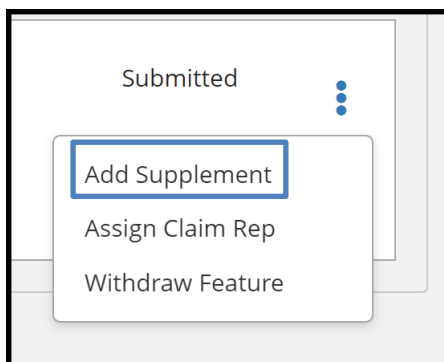 Submitted
Add Supplement
Assign Claim Rep
Withdraw Feature